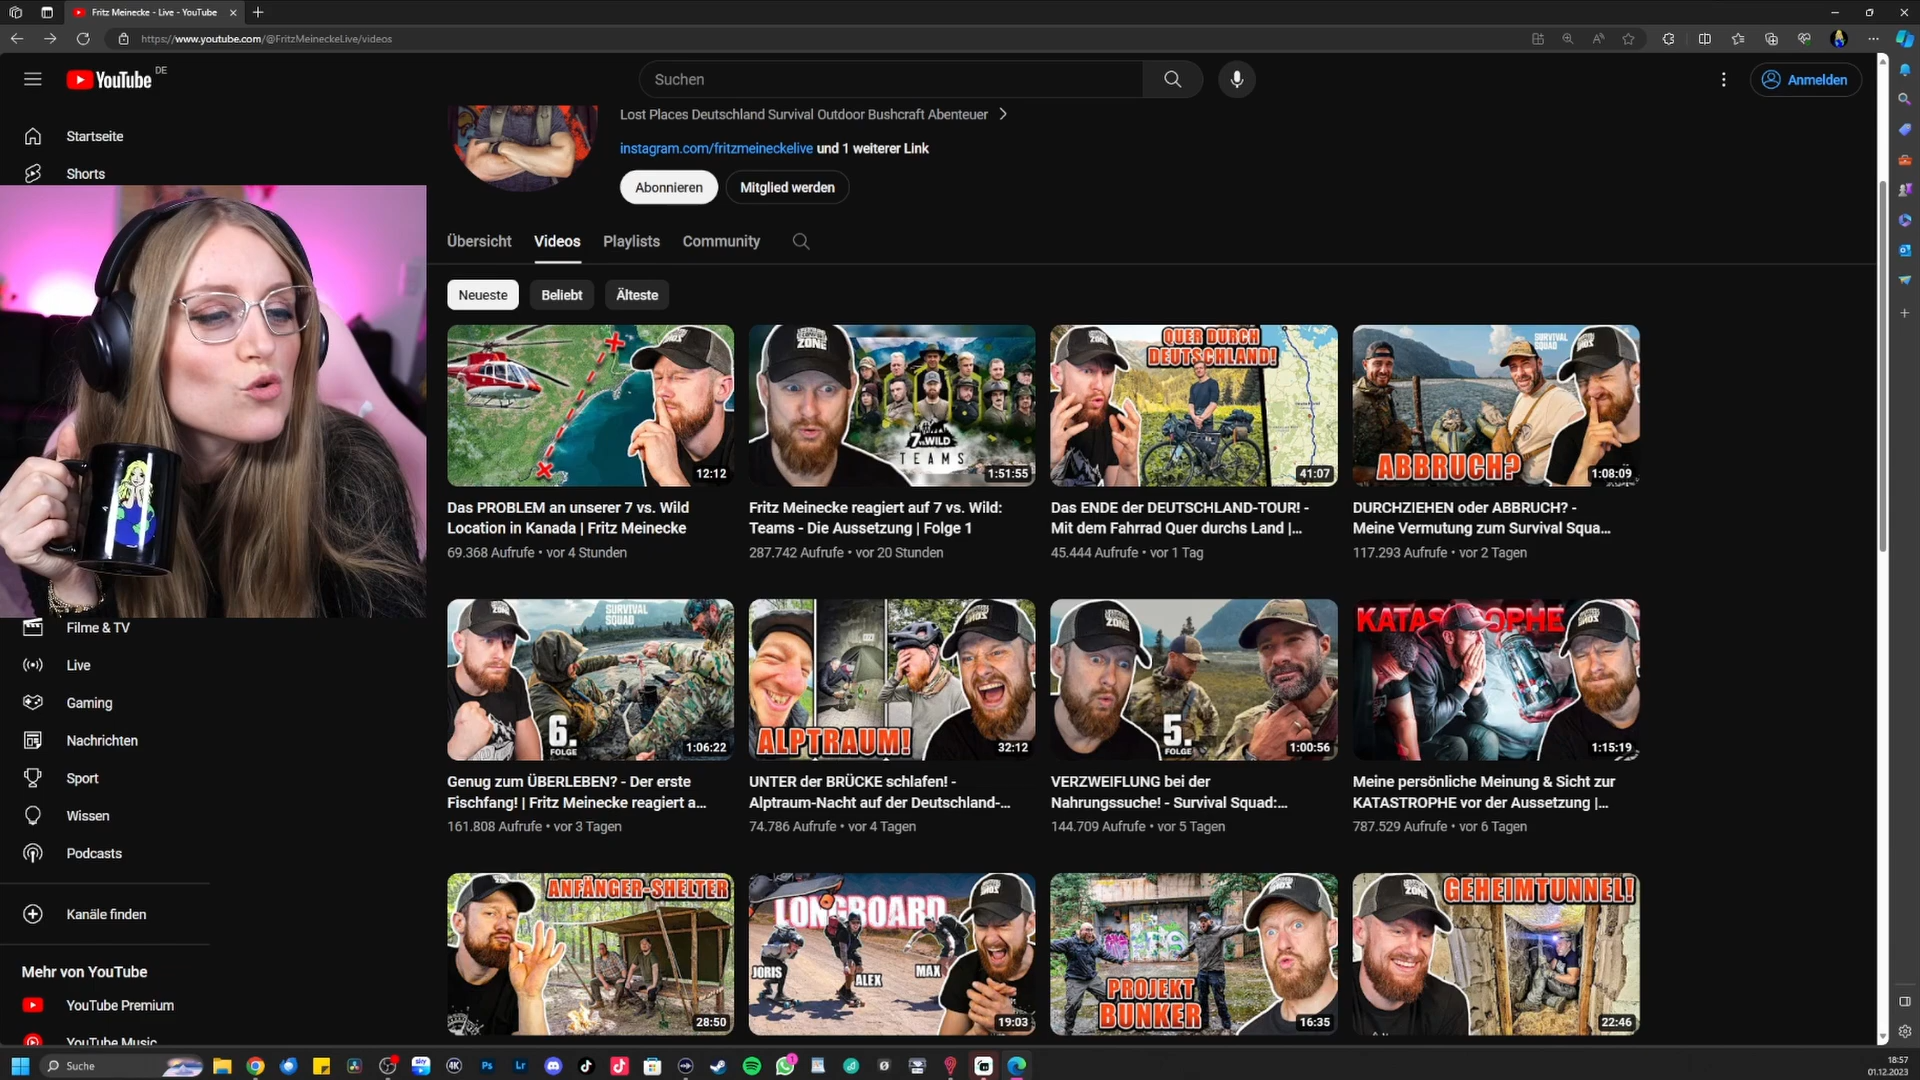 Fritz Meinecke - Live - YouTube
https://www.youtube.com/@FritzMeineckeLive/videos
YouTube DE
Suchen
Anmelden
Startseite
Shorts
Lost Places Deutschland Survival Outdoor Bushcraft Abenteuer
instagram.com/fritzmeineckelive und 1 weiterer Link
Abonnieren
Mitglied werden
Übersicht
Videos
Playlists
Community
Neueste
Beliebt
Älteste
12:12
Das PROBLEM an unserer 7 vs. Wild
Location in Kanada | Fritz Meinecke
69.368 Aufrufe • vor 4 Stunden
ZONE
7 vs. WILD
TEAMS
1:51:55
Fritz Meinecke reagiert auf 7 vs. Wild:
Teams - Die Aussetzung | Folge 1
287.742 Aufrufe • vor 20 Stunden
QUER DURCH
DEUTSCHLAND!
41:07
Das ENDE der DEUTSCHLAND-TOUR! -
Mit dem Fahrrad Quer durchs Land |...
45.444 Aufrufe • vor 1 Tag
SURVIVAL
SQUAD
ABBRUCH?
1:08:09
DURCHZIEHEN oder ABBRUCH? -
Meine Vermutung zum Survival Squa...
117.293 Aufrufe • vor 2 Tagen
Filme & TV
Live
Gaming
Nachrichten
Sport
Wissen
Podcasts
Kanäle finden
Mehr von YouTube
YouTube Premium
YouTube Music
SURVIVAL
SQUAD
6.
FOLGE
1:06:22
Genug zum ÜBERLEBEN? - Der erste
Fischfang! | Fritz Meinecke reagiert a...
161.808 Aufrufe • vor 3 Tagen
ALPTRAUM!
32:12
UNTER der BRÜCKE schlafen! -
Alptraum-Nacht auf der Deutschland-...
74.786 Aufrufe • vor 4 Tagen
5.
FOLGE
1:00:56
VERZWEIFLUNG bei der
Nahrungssuche! - Survival Squad:...
144.709 Aufrufe • vor 5 Tagen
KATASTROPHE
1:15:19
Meine persönliche Meinung & Sicht zur
KATASTROPHE vor der Aussetzung |...
787.529 Aufrufe • vor 6 Tagen
ANFÄNGER-SHELTER
28:50
LONGBOARD
JORIS
ALEX
MAX
19:03
PROJEKT
BUNKER
16:35
GEHEIMTUNNEL!
22:46
Suche
18:57
01.12.2023